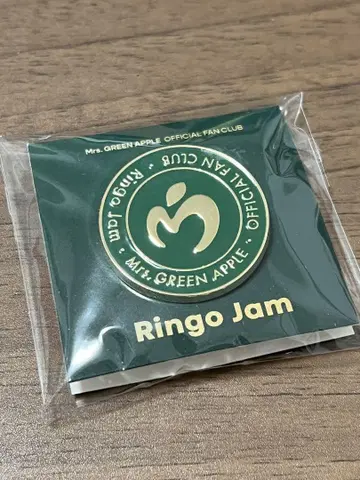 Mrs. GREEN APPLE OFFICIAL FAN CLUB
Ringo Jam • Mrs. GREEN APPLE • OFFICIAL FAN CLUB •
Ringo Jam